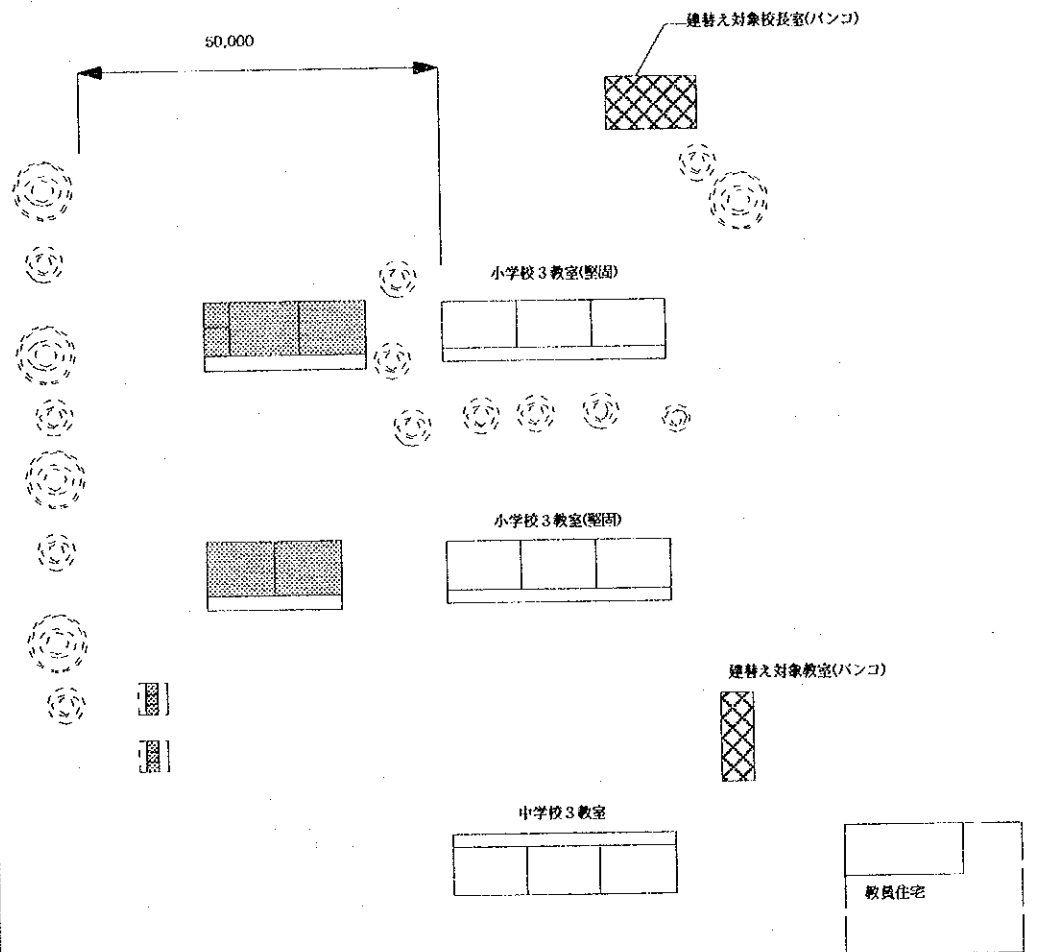 建替え対象校長室(バンコ)
50,000
小学校3教室(堅固)
小学校3教室(堅固)
建替え対象教室(バンコ)
中学校3教室
教員住宅